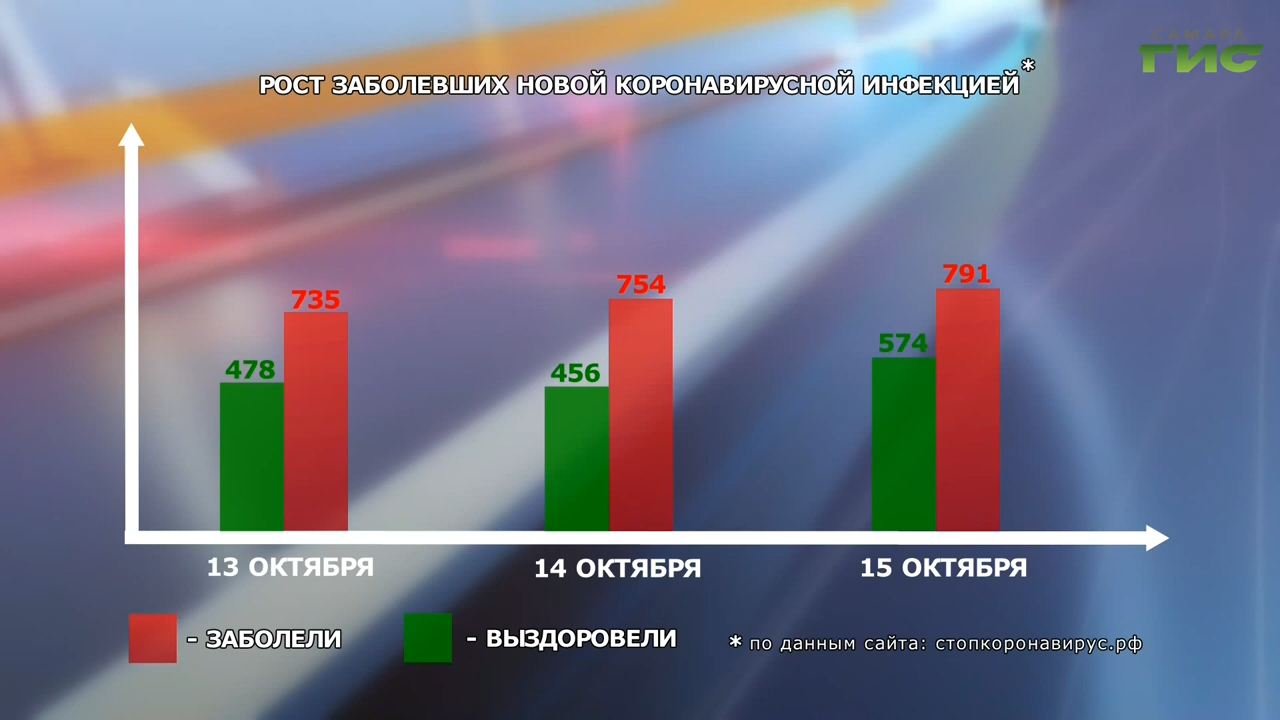 САМАРА
ГИС
РОСТ ЗАБОЛЕВШИХ НОВОЙ КОРОНАВИРУСНОЙ ИНФЕКЦИЕЙ*
735
478
754
456
791
574
13 ОКТЯБРЯ
14 ОКТЯБРЯ
15 ОКТЯБРЯ
- ЗАБОЛЕЛИ
- ВЫЗДОРОВЕЛИ
* по данным сайта: стопкоронавирус.рф